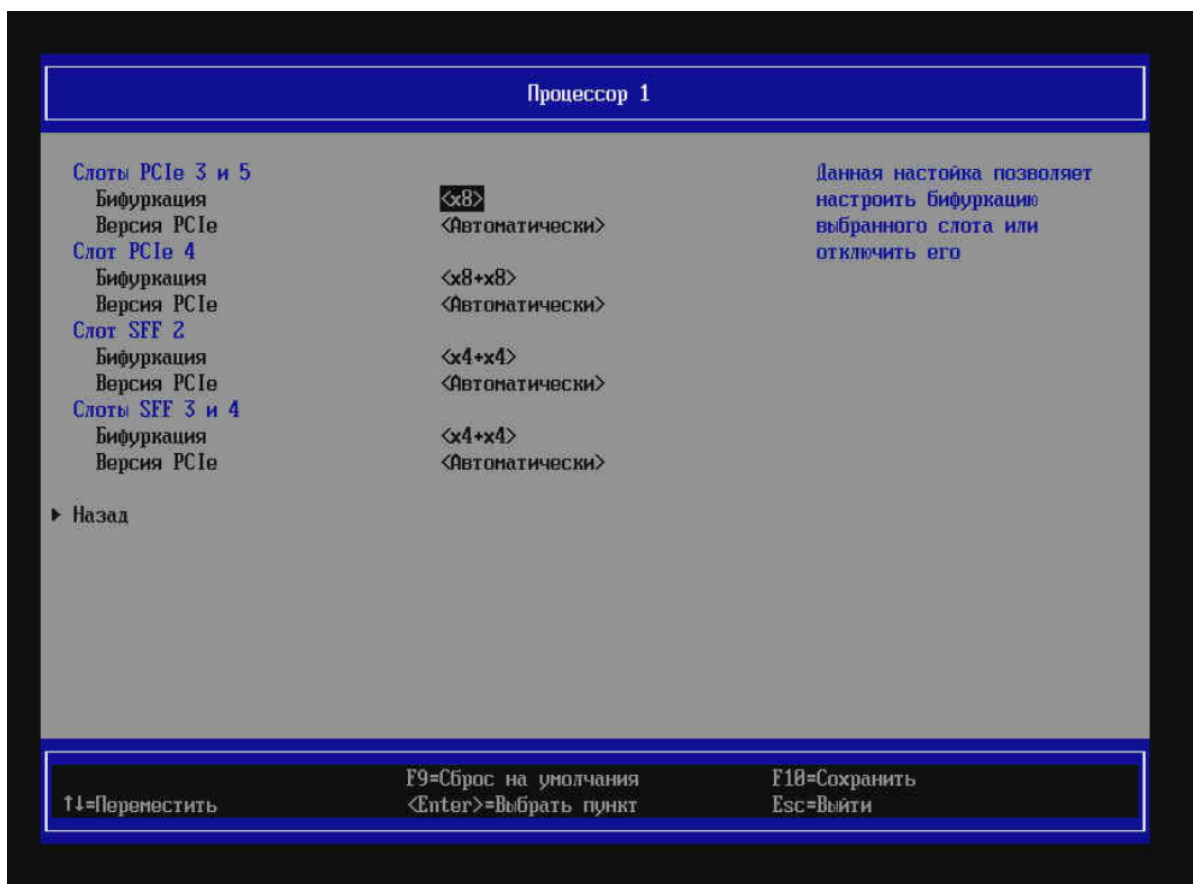 Процессор 1
Слоты PCIe 3 и 5
Бифуркация <x8>
Версия PCIe <Автоматически>
Слот PCIe 4
Бифуркация <x8+x8>
Версия PCIe <Автоматически>
Слот SFF 2
Бифуркация <x4+x4>
Версия PCIe <Автоматически>
Слоты SFF 3 и 4
Бифуркация <x4+x4>
Версия PCIe <Автоматически>
▶ Назад
Данная настойка позволяет
настроить бифуркацию
выбранного слота или
отключить его
F9=Сброс на умолчания F10=Сохранить
↑↓=Переместить <Enter>=Выбрать пункт Esc=Выйти